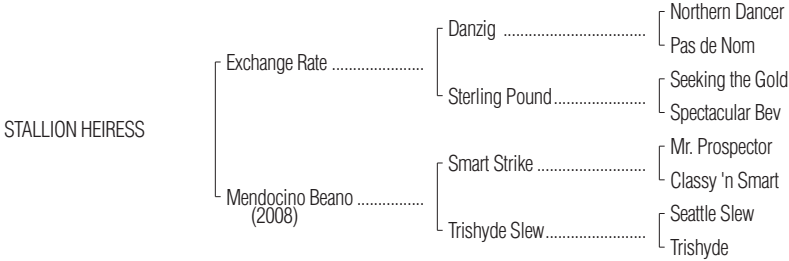 Northern Dancer
Danzig ................................
Pas de Nom
Exchange Rate .....................
Seeking the Gold
Sterling Pound.....................
Spectacular Bev
STALLION HEIRESS
Mr. Prospector
Smart Strike ........................
Classy 'n Smart
Mendocino Beano ...............
(2008)
Seattle Slew
Trishyde Slew.......................
Trishyde